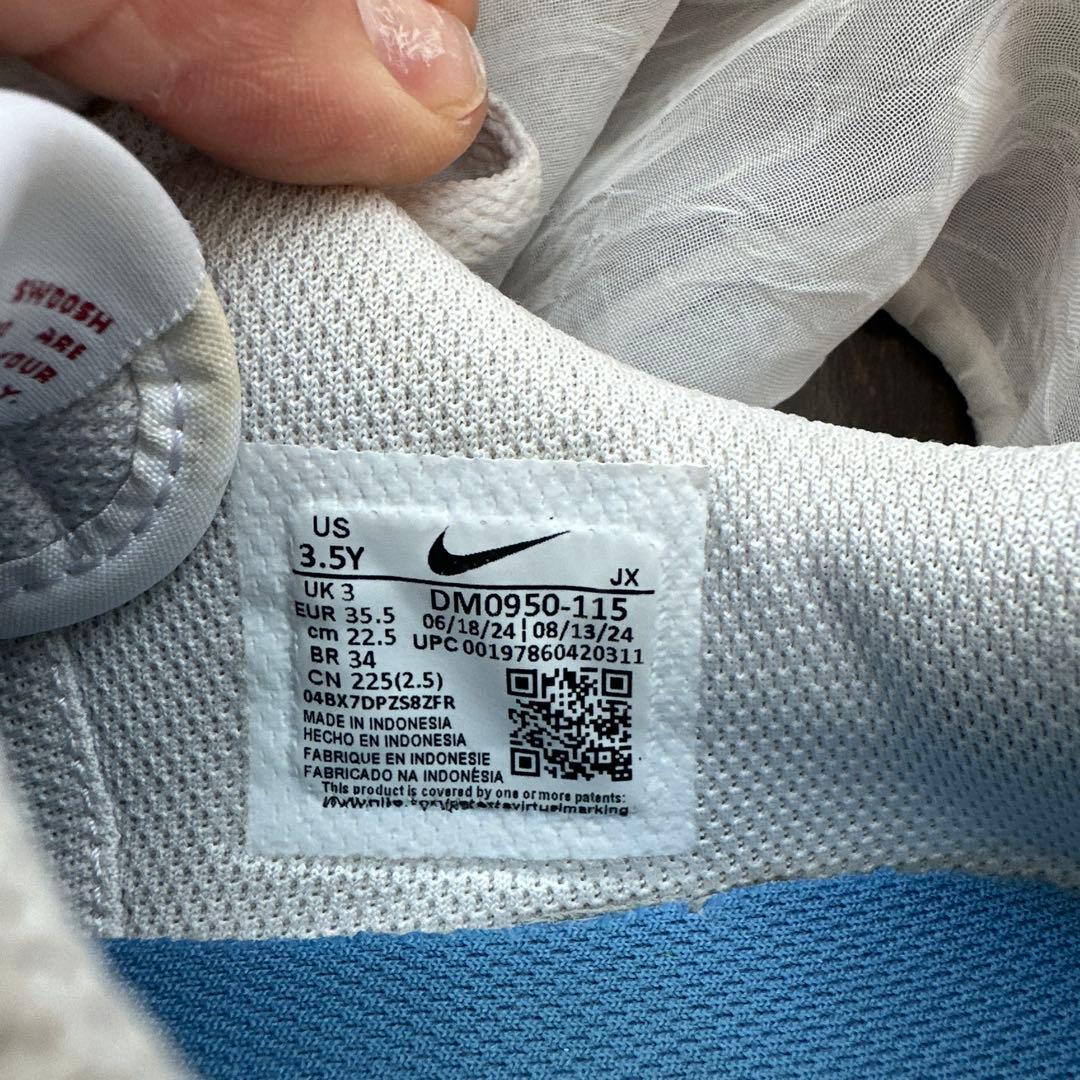 SWOOSH
ARE
YOUR
US
3.5Y
JX
UK 3
EUR 35.5
cm 22.5
BR 34
CN 225(2.5)
DM0950-115
06/18/24 | 08/13/24
UPC 00197860420311
04BX7DPZS8ZFR
MADE IN INDONESIA
HECHO EN INDONESIA
FABRIQUE EN INDONESIE
FABRICADO NA INDONÉSIA
This product is covered by one or more patents: